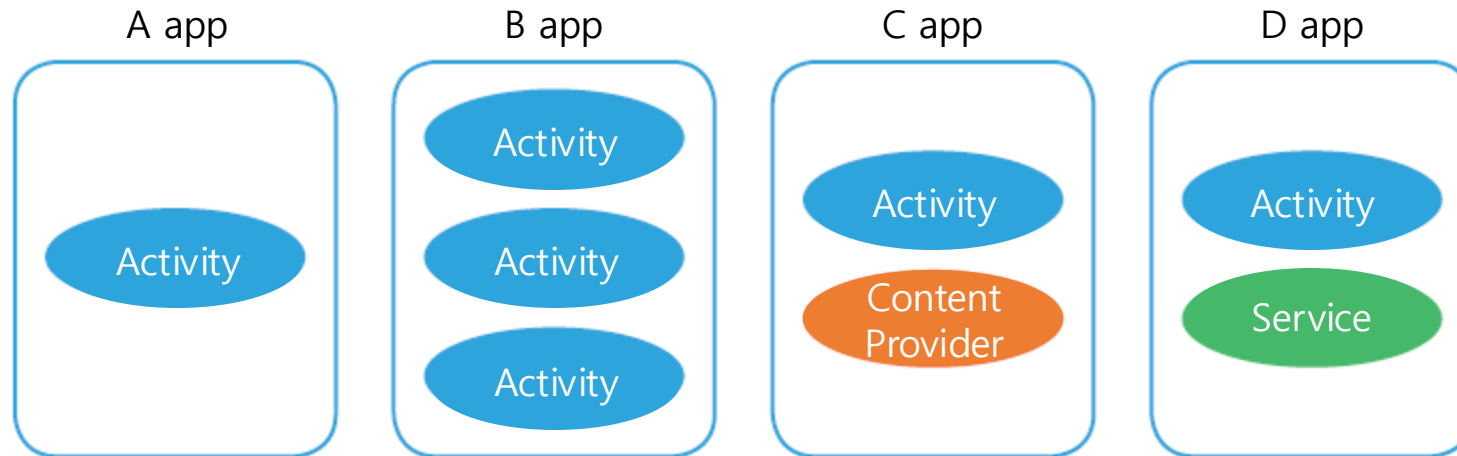 A app
B app
C app
D app
Activity
Activity
Activity
Activity
Activity
Content
Provider
Activity
Service